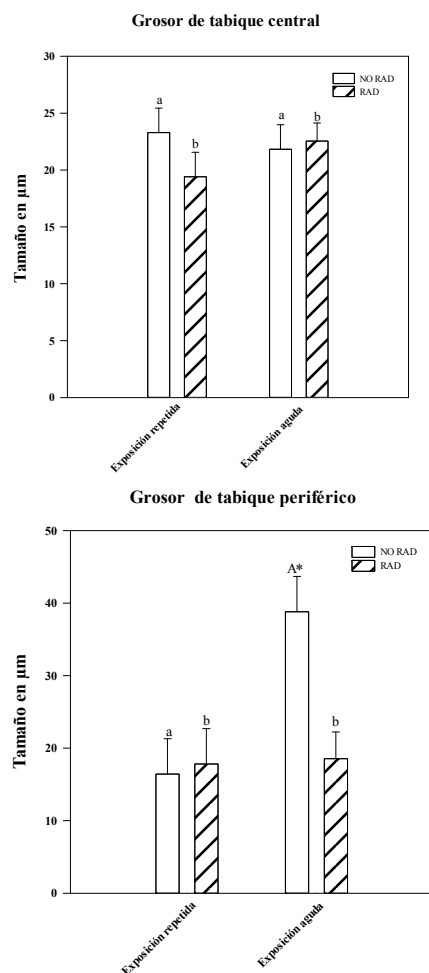 Grosor de tabique central
30
25
20
15
10
5
0
Tamaño en µm
NO RAD
RAD
a
b
a
b
Exposición repetida
Exposición aguda
Grosor de tabique periférico
50
40
30
20
10
0
Tamaño en µm
NO RAD
RAD
a
b
A*
b
Exposición repetida
Exposición aguda